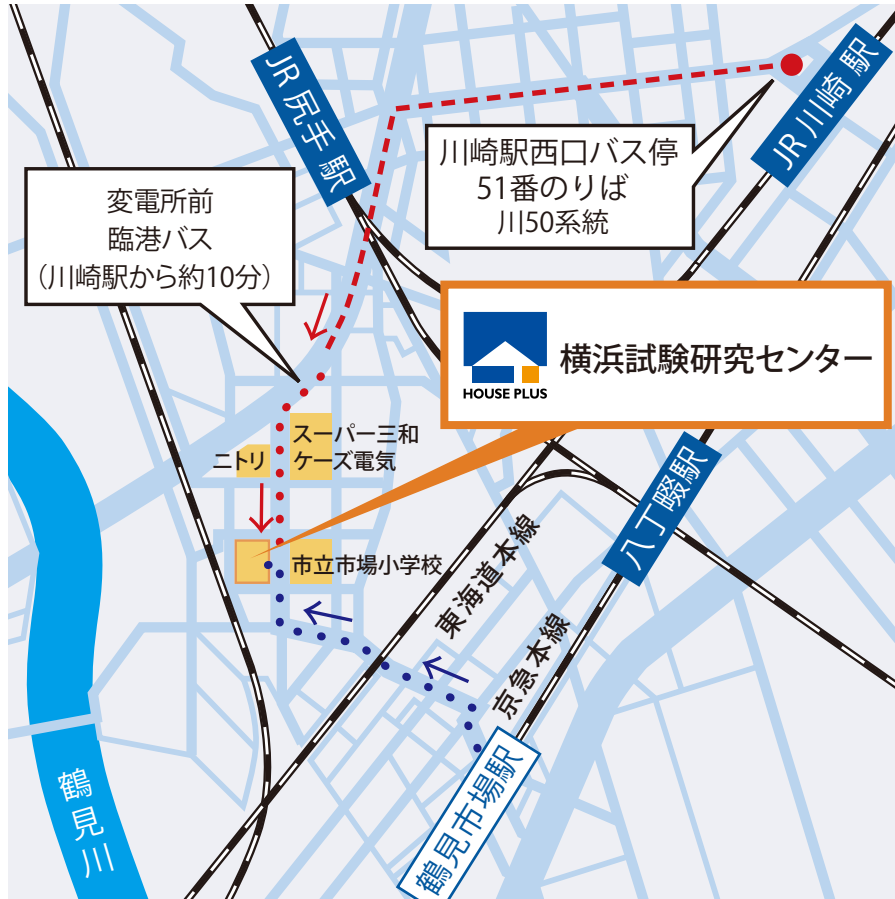 JR 尻手 駅
JR 川崎 駅
川崎駅西口バス停
51番のりば
川50系統
変電所前
臨港バス
（川崎駅から約10分）
HOUSE PLUS
横浜試験研究センター
スーパー三和
ケーズ電気
ニトリ
八丁畷駅
市立市場小学校
東海道本線
京急本線
鶴見市場駅
鶴見川